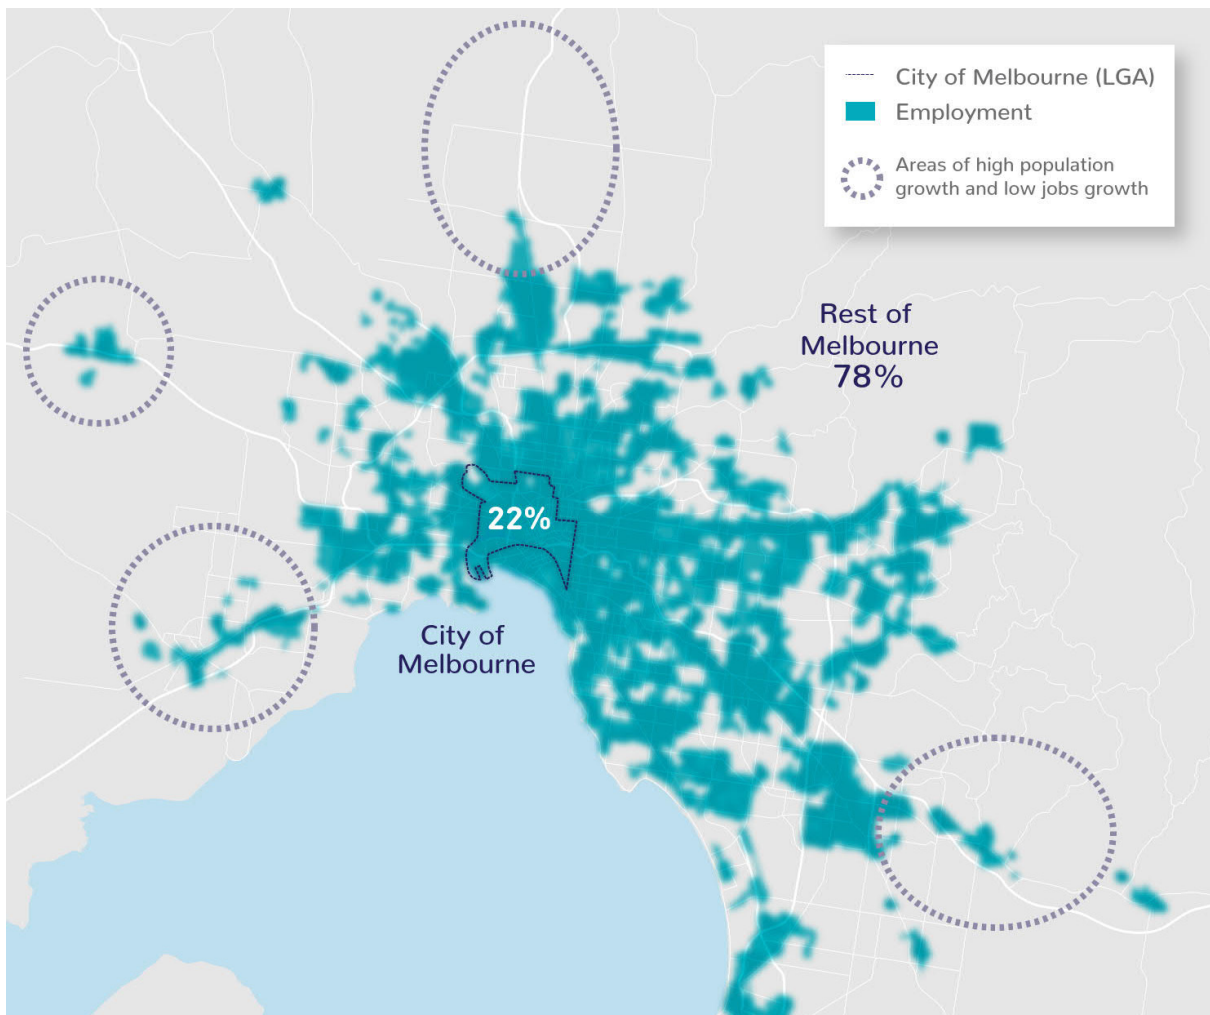 City of Melbourne (LGA)
Employment
Areas of high population
growth and low jobs growth
Rest of
Melbourne
78%
22%
City of
Melbourne